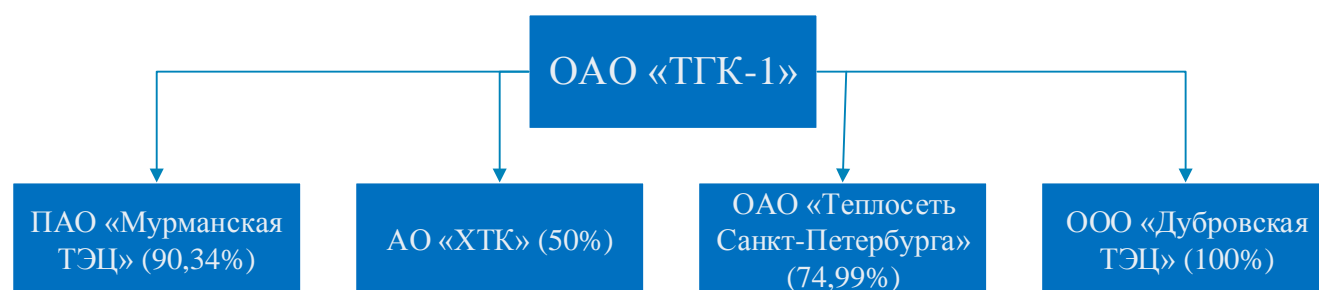 ОАО «ТГК-1»
ПАО «Мурманская
ТЭЦ» (90,34%)
АО «ХТК» (50%)
ОАО «Теплосеть
Санкт-Петербурга»
(74,99%)
ООО «Дубровская
ТЭЦ» (100%)